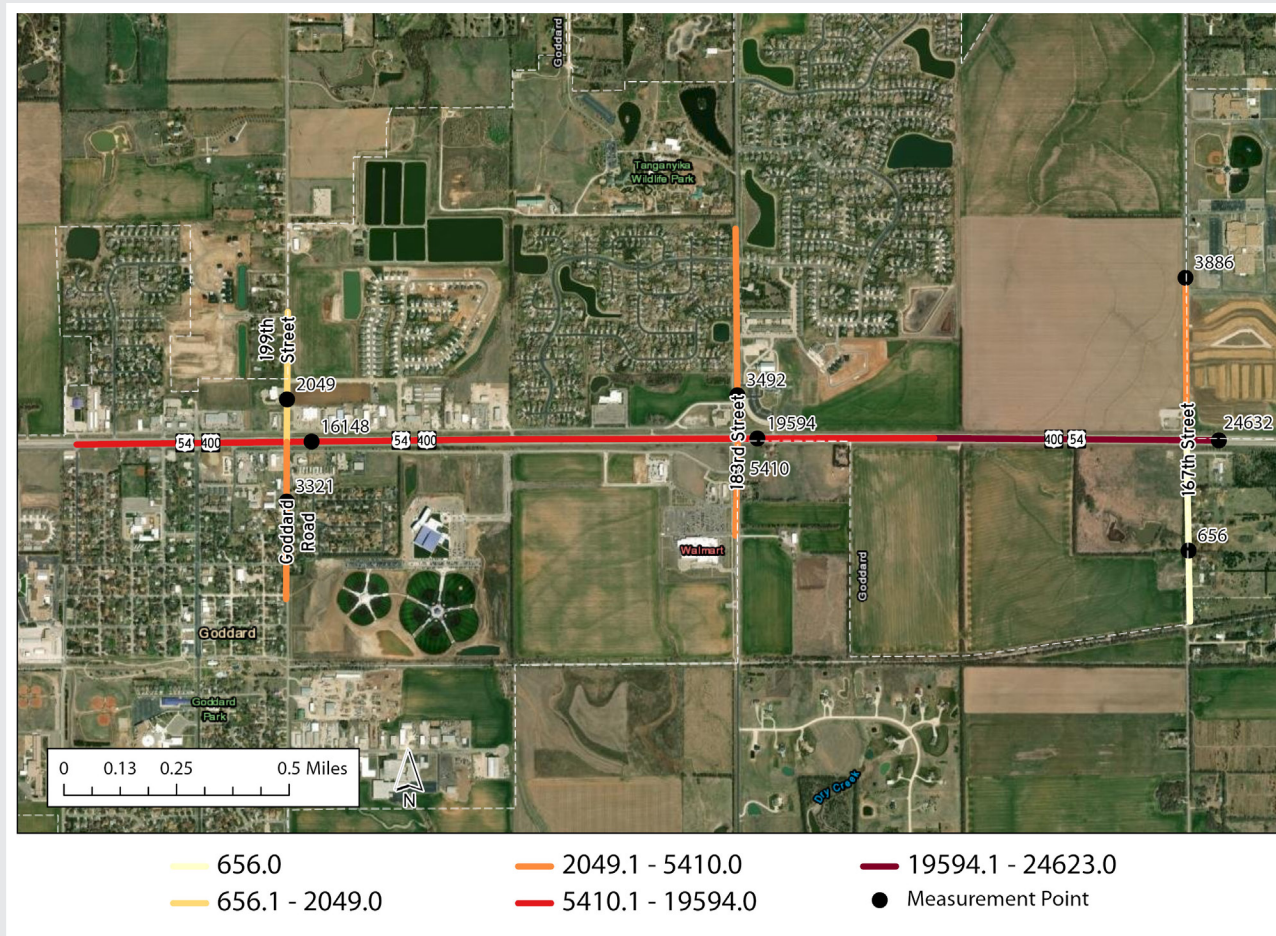 Goddard
Tanganyika
Wildlife Park
3886
199th
Street
2049
3492
183rd Street
16148
19594
24632
54
400
54
400
400
54
5410
167th Street
3321
Goddard
Road
656
Walmart
Goddard
Goddard
Goddard
Park
Dry Creek
0
0.13
0.25
0.5 Miles
N
656.0
2049.1 - 5410.0
19594.1 - 24623.0
656.1 - 2049.0
5410.1 - 19594.0
Measurement Point